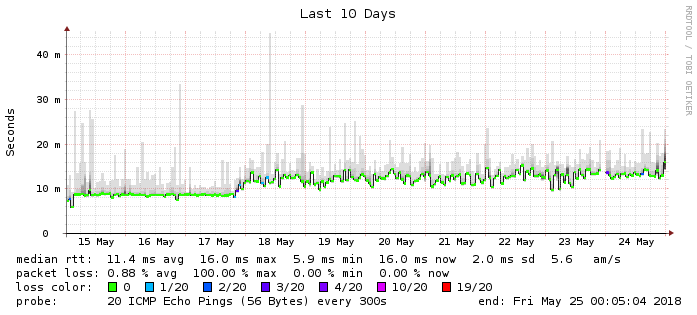 Last 10 Days
RRDTOOL / TOBI OETIKER
Seconds
40 m
30 m
20 m
10 m
0
15 May 16 May 17 May 18 May 19 May 20 May 21 May 22 May 23 May 24 May
median rtt: 11.4 ms avg 16.0 ms max 5.9 ms min 16.0 ms now 2.0 ms sd 5.6 am/s
packet loss: 0.88 % avg 100.00 % max 0.00 % min 0.00 % now
loss color: 0 1/20 2/20 3/20 4/20 10/20 19/20
probe: 20 ICMP Echo Pings (56 Bytes) every 300s end: Fri May 25 00:05:04 2018